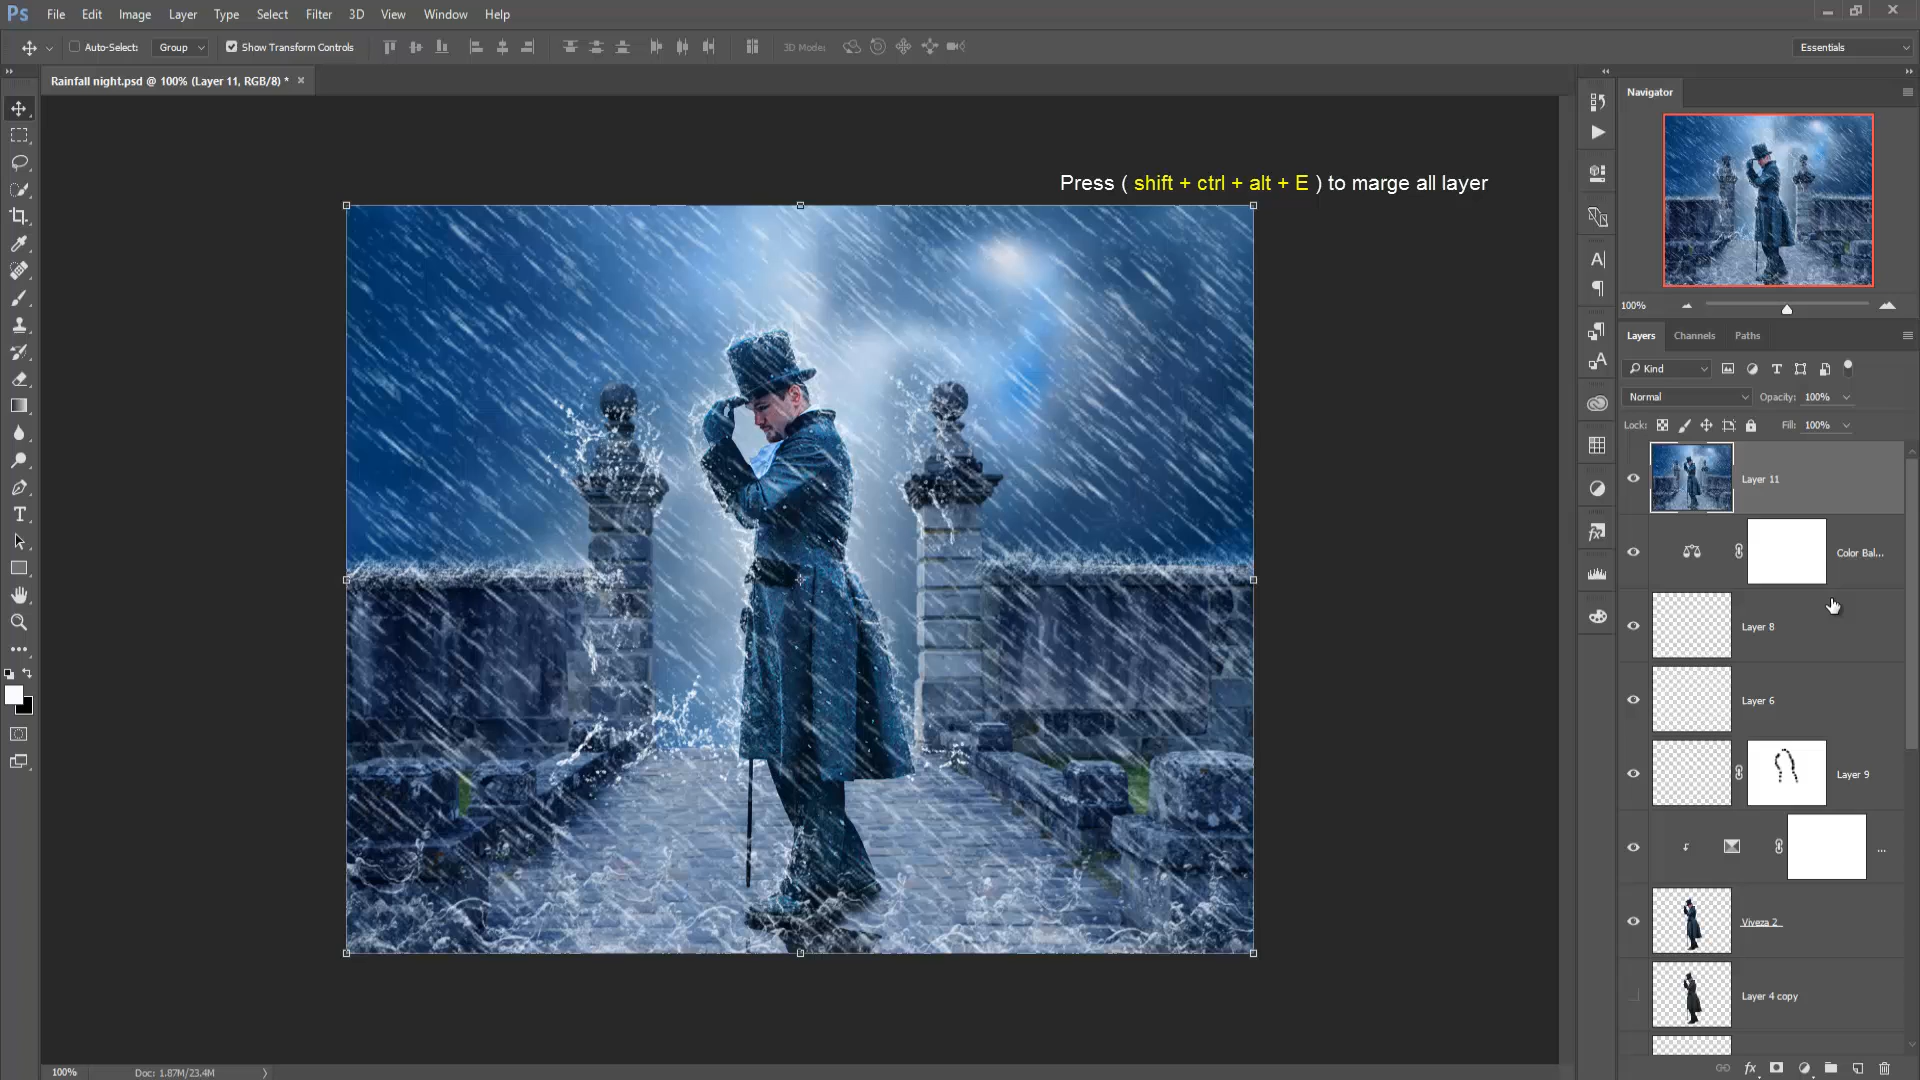 Ps File Edit Image Layer Type Select Filter 3D View Window Help
Auto-Select: Group Show Transform Controls 3D Mode: Essentials
Rainfall night.psd @ 100% (Layer 11, RGB/8) * ×
Navigator
Press ( shift + ctrl + alt + E ) to marge all layer
100%
Layers Channels Paths
Kind
Normal Opacity: 100%
Lock: Fill: 100%
Layer 11
Color Bal...
Layer 8
Layer 6
Layer 9
...
Viveza 2
Layer 4 copy
100% Doc: 1.87M/23.4M